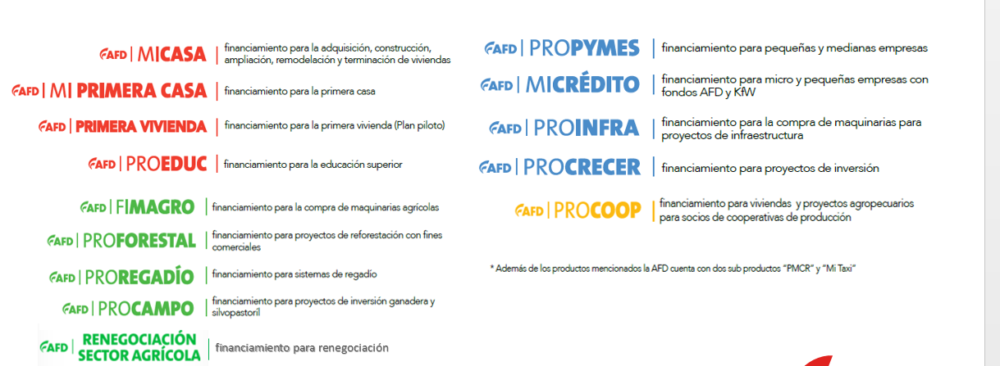 AFD | MICASA | financiamiento para la adquisición, construcción,
ampliación, remodelación y terminación de viviendas
AFD | MI PRIMERA CASA | financiamiento para la primera casa
AFD | PRIMERA VIVIENDA | financiamiento para la primera vivienda (Plan piloto)
AFD | PROEDUC | financiamiento para la educación superior
AFD | FIMAGRO | financiamiento para la compra de maquinarias agrícolas
AFD | PROFORESTAL | financiamiento para proyectos de reforestación con fines
comerciales
AFD | PROREGADÍO | financiamiento para sistemas de regadío
AFD | PROCAMPO | financiamiento para proyectos de inversión ganadera y
silvopastoríl
AFD | RENEGOCIACIÓN
SECTOR AGRÍCOLA | financiamiento para renegociación
AFD | PROPYMES | financiamiento para pequeñas y medianas empresas
AFD | MICRÉDITO | financiamiento para micro y pequeñas empresas con
fondos AFD y KfW
AFD | PROINFRA | financiamiento para la compra de maquinarias para
proyectos de infraestructura
AFD | PROCRECER | financiamiento para proyectos de inversión
AFD | PROCOOP | financiamiento para viviendas y proyectos agropecuarios
para socios de cooperativas de producción
* Además de los productos mencionados la AFD cuenta con dos sub productos “PMCR” y “Mi Taxi”